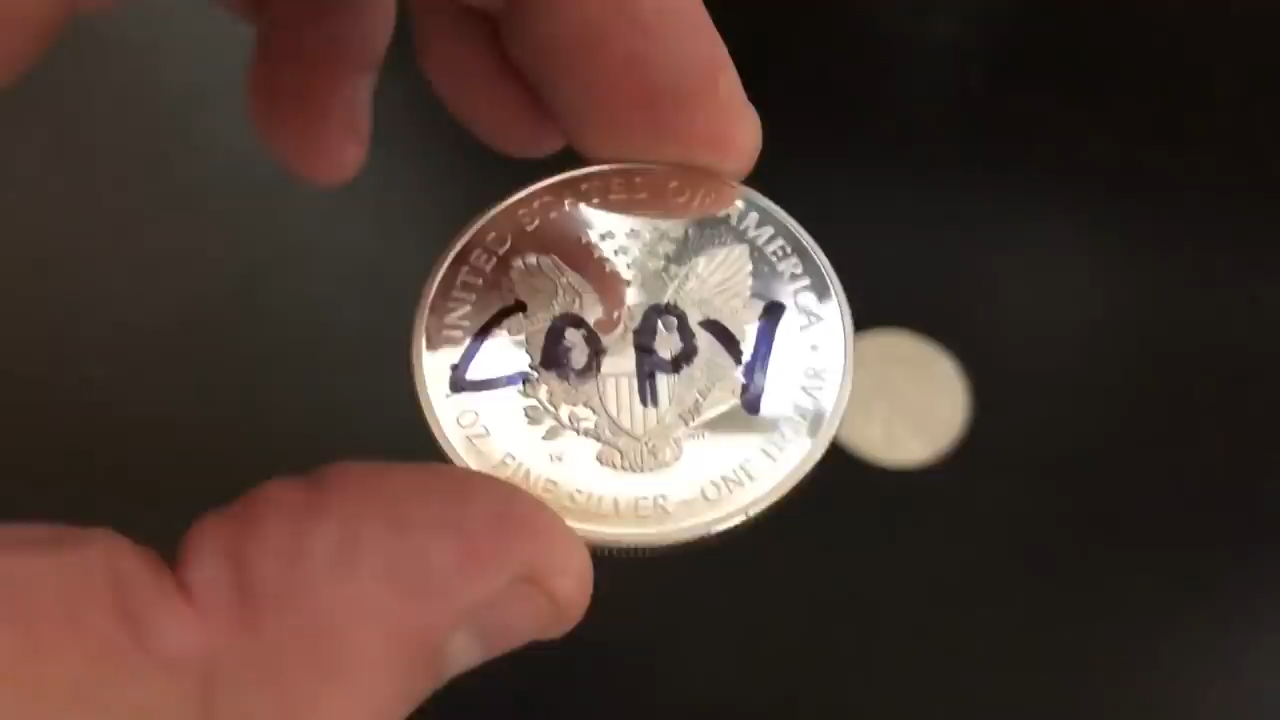 UNITED STATES OF AMERICA
COPY
1 OZ. FINE SILVER - ONE DOLLAR